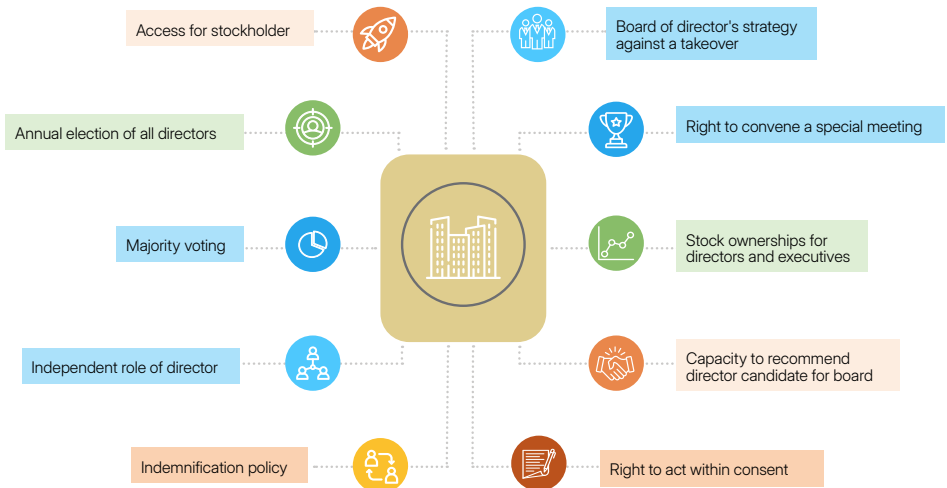 Access for stockholder
Board of director's strategy
against a takeover
Annual election of all directors
Right to convene a special meeting
Majority voting
Stock ownerships for
directors and executives
Independent role of director
Capacity to recommend
director candidate for board
Indemnification policy
Right to act within consent